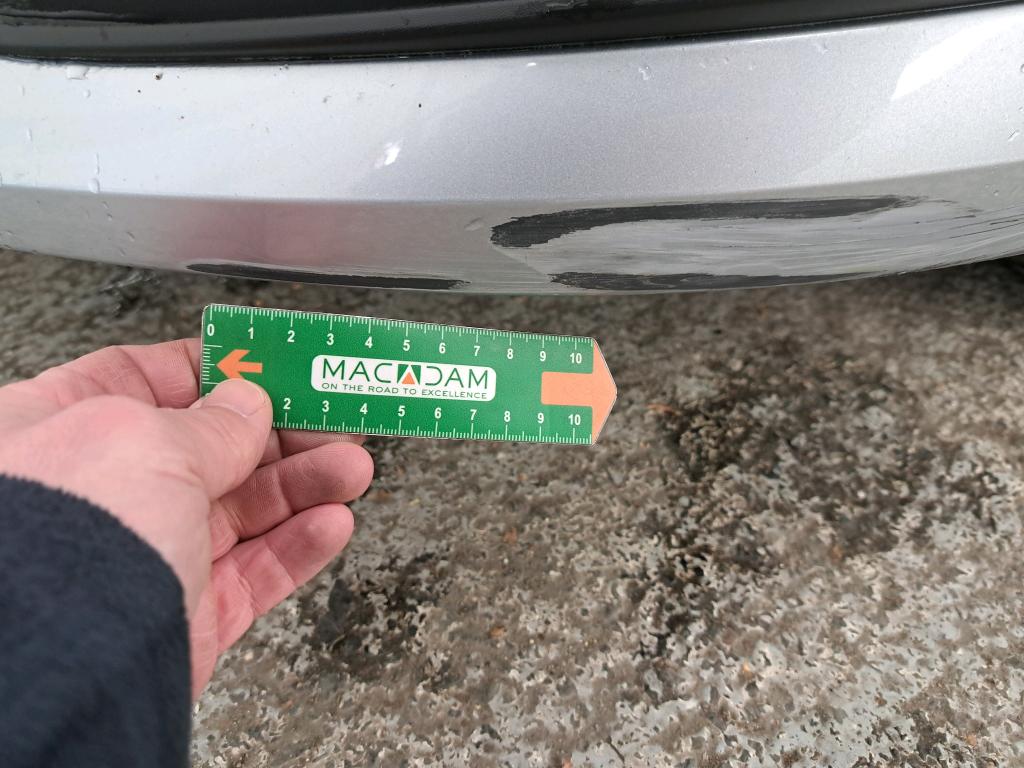 0 1 2 3 4 5 6 7 8 9 10
MACADAM
ON THE ROAD TO EXCELLENCE
2 3 4 5 6 7 8 9 10